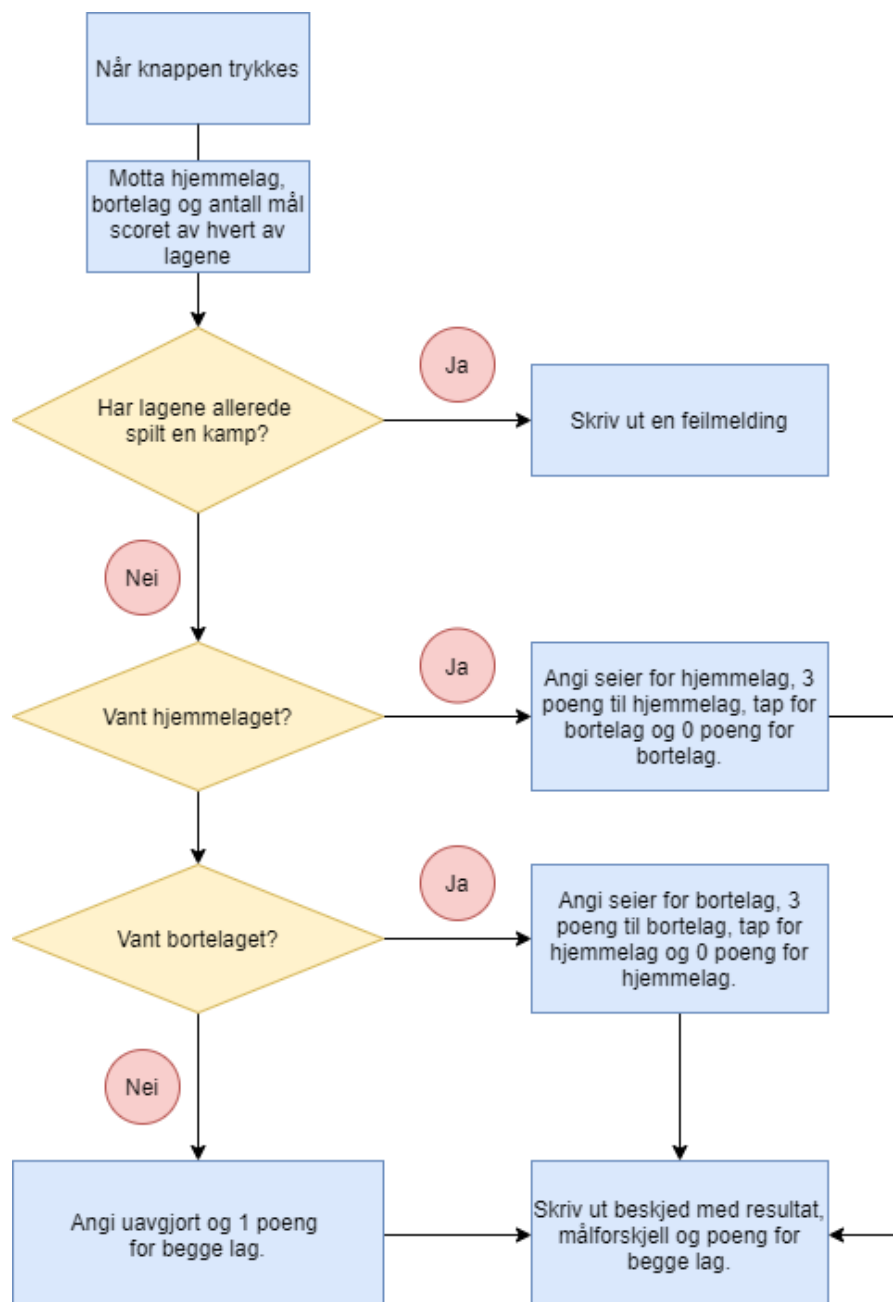 Når knappen trykkes
Motta hjemmelag,
bortelag og antall mål
scoret av hvert av
lagene
Har lagene allerede
spilt en kamp?
Ja
Skriv ut en feilmelding
Nei
Vant hjemmelaget?
Ja
Angi seier for hjemmelag, 3
poeng til hjemmelag, tap for
bortelag og 0 poeng for
bortelag.
Vant bortelaget?
Ja
Angi seier for bortelag, 3
poeng til bortelag, tap for
hjemmelag og 0 poeng for
hjemmelag.
Nei
Angi uavgjort og 1 poeng
for begge lag.
Skriv ut beskjed med resultat,
målforskjell og poeng for
begge lag.